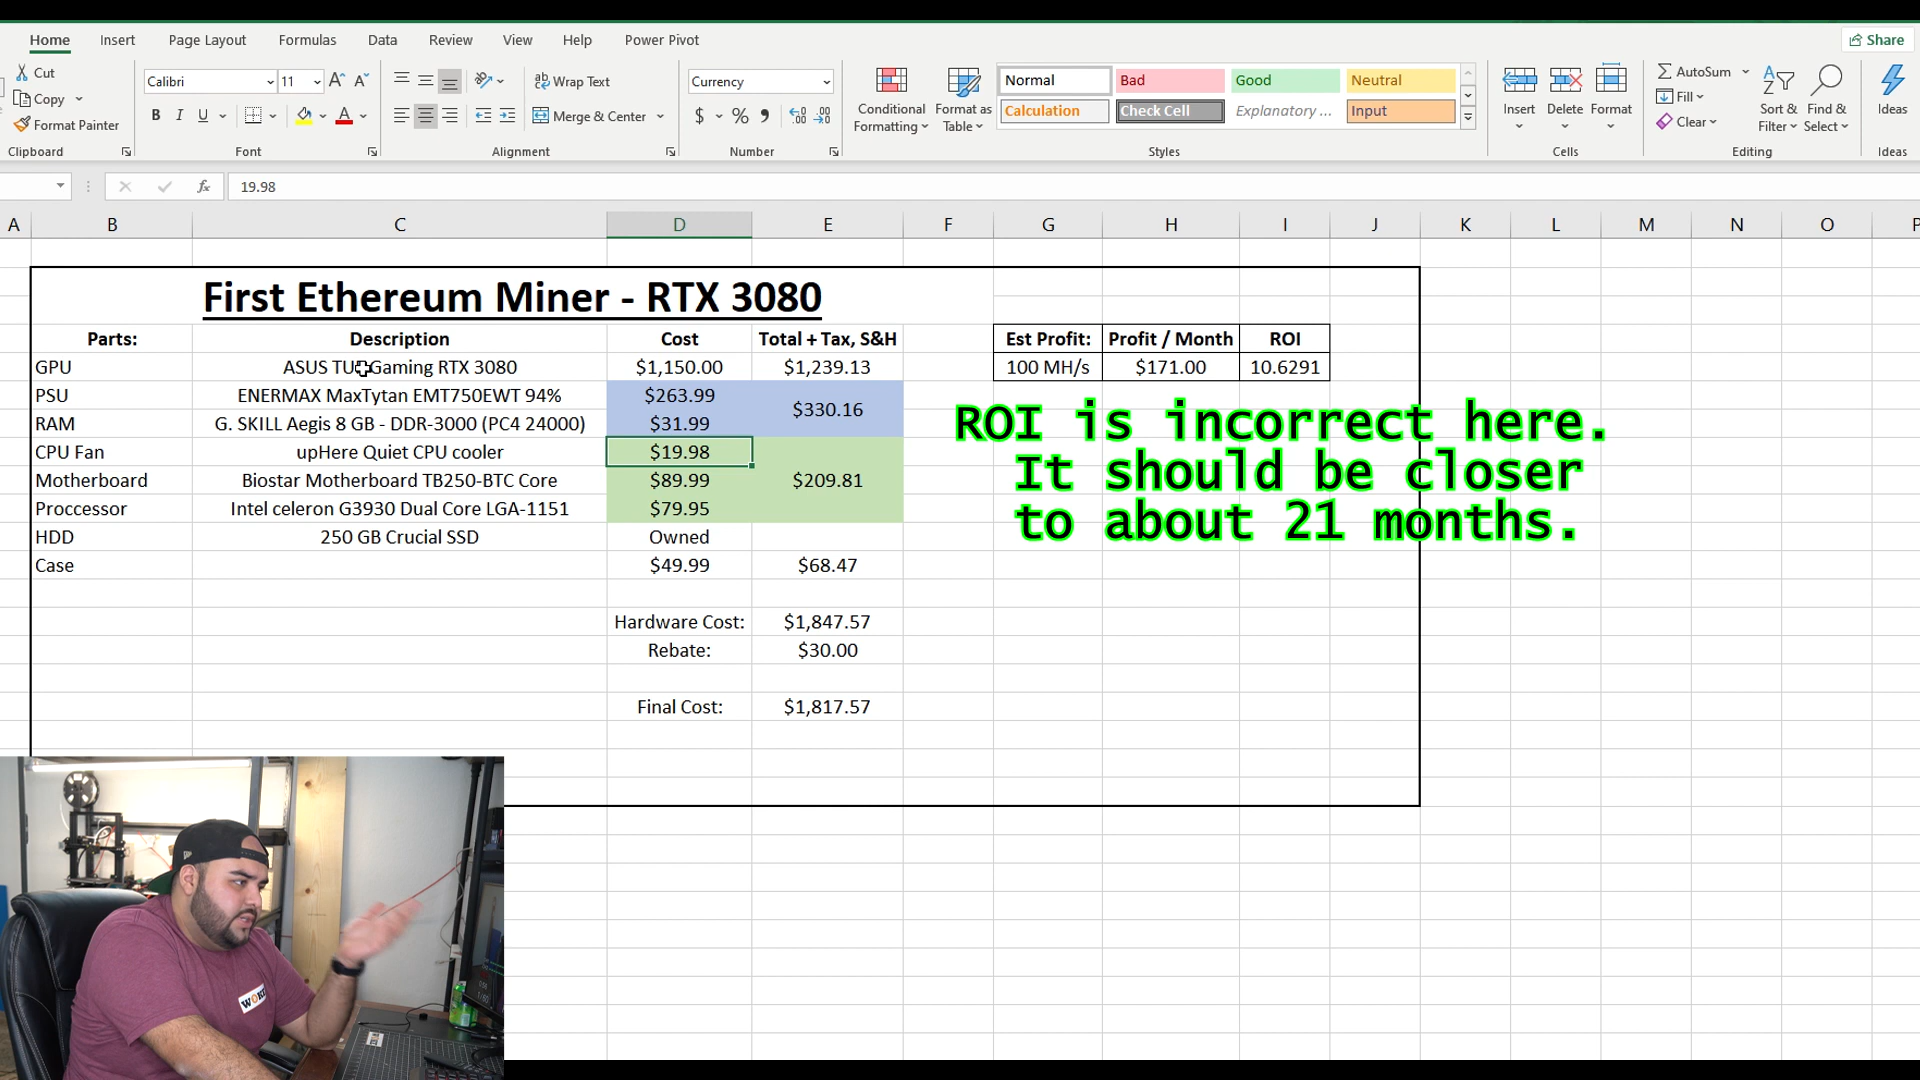 Home Insert Page Layout Formulas Data Review View Help Power Pivot Share
Cut
Copy
Format Painter
Clipboard
Calibri 11
B I U
Font
Wrap Text
Merge & Center
Alignment
Currency
$ %
Number
Conditional Formatting
Format as Table
Normal Bad Good Neutral
Calculation Check Cell Explanatory ... Input
Styles
Insert Delete Format
Cells
AutoSum
Fill
Clear
Sort & Filter
Find & Select
Editing
Ideas
Ideas
fx 19.98
A B C D E F G H I J K L M N O P
First Ethereum Miner - RTX 3080
Parts: Description Cost Total + Tax, S&H Est Profit: Profit / Month ROI
GPU ASUS TUF Gaming RTX 3080 $1,150.00 $1,239.13 100 MH/s $171.00 10.6291
PSU ENERMAX MaxTytan EMT750EWT 94% $263.99
$330.16
RAM G. SKILL Aegis 8 GB - DDR-3000 (PC4 24000) $31.99
CPU Fan upHere Quiet CPU cooler $19.98
Motherboard Biostar Motherboard TB250-BTC Core $89.99 $209.81
Proccessor Intel celeron G3930 Dual Core LGA-1151 $79.95
HDD 250 GB Crucial SSD Owned
Case $49.99 $68.47
Hardware Cost: $1,847.57
Rebate: $30.00
Final Cost: $1,817.57
ROI is incorrect here.
It should be closer
to about 21 months.